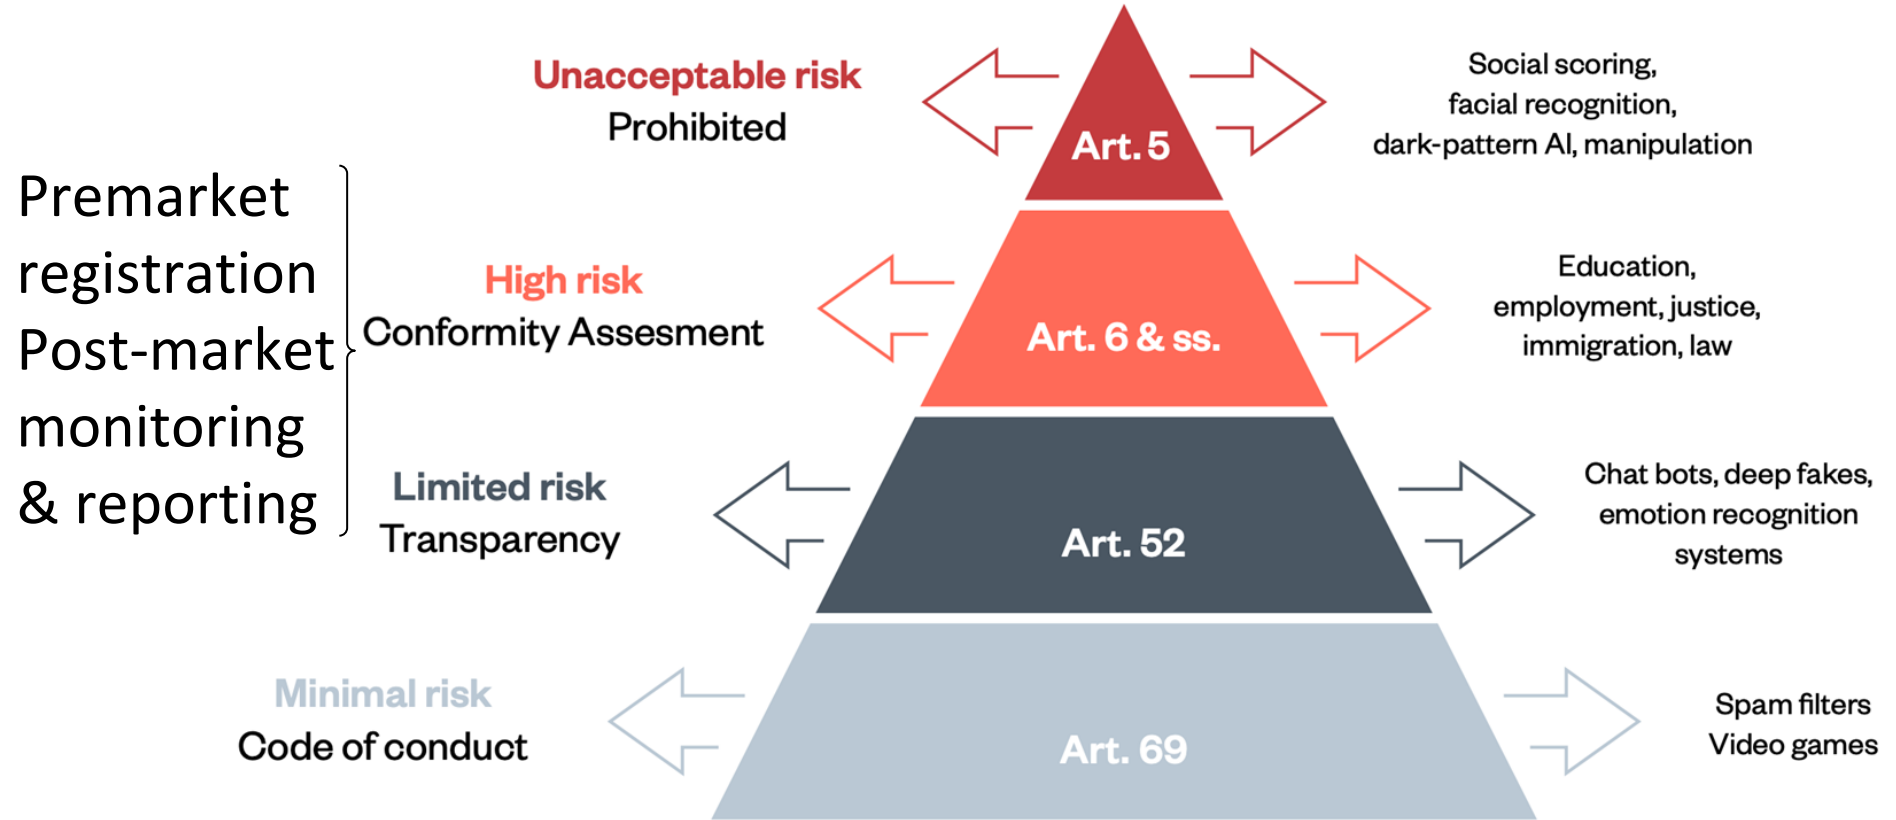 Premarket
registration
Post-market
monitoring
& reporting
Unacceptable risk
Prohibited
Art. 5
Social scoring,
facial recognition,
dark-pattern AI, manipulation
High risk
Conformity Assesment
Art. 6 & ss.
Education,
employment, justice,
immigration, law
Limited risk
Transparency
Art. 52
Chat bots, deep fakes,
emotion recognition
systems
Minimal risk
Code of conduct
Art. 69
Spam filters
Video games